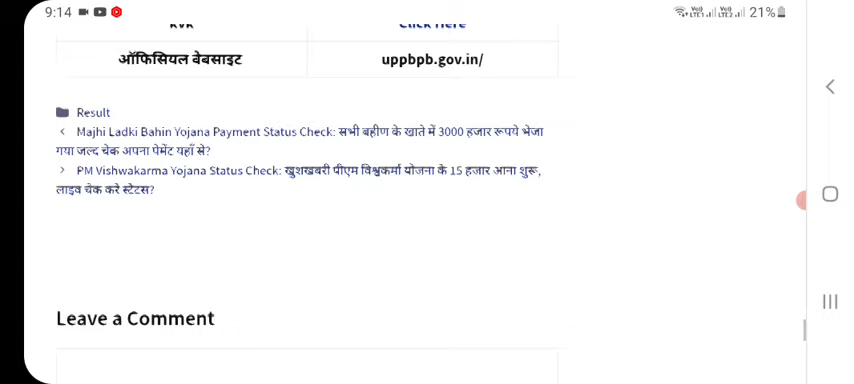 9:14 21%
Click Here
ऑफिसियल वेबसाइट uppbpb.gov.in/
Result
Majhi Ladki Bahin Yojana Payment Status Check: सभी बहीण के खाते में 3000 हजार रूपये भेजा
गया जल्द चेक अपना पेमेंट यहाँ से?
PM Vishwakarma Yojana Status Check: खुशखबरी पीएम विश्वकर्मा योजना के 15 हजार आना शुरू,
लाइव चेक करे स्टेटस?
Leave a Comment